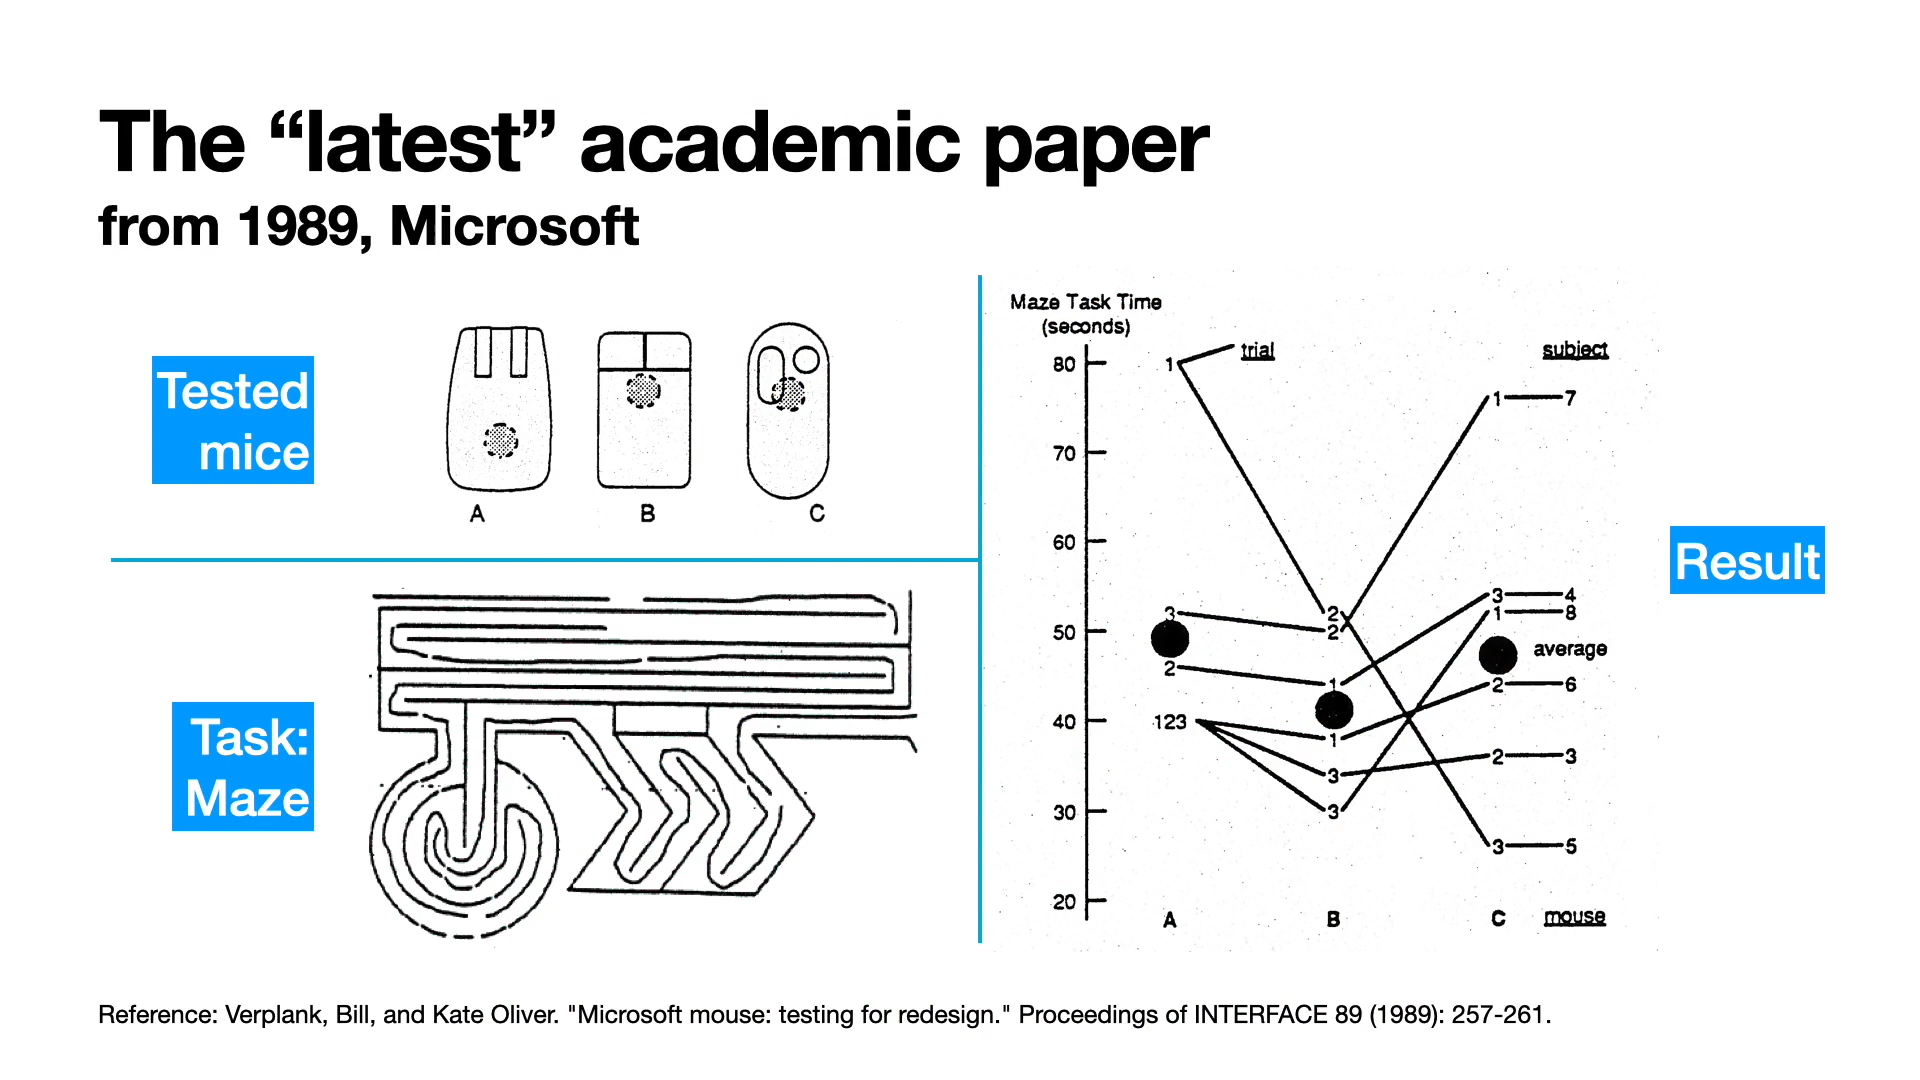 The “latest” academic paper
from 1989, Microsoft
Tested
mice
A B C
Task:
Maze
Maze Task Time
(seconds)
trial
subject
80
1
1
7
70
60
50
3
2
2
3
4
1
8
average
2
1
2
6
40
123
1
2
3
3
30
3
3
5
20
A B C mouse
Result
Reference: Verplank, Bill, and Kate Oliver. "Microsoft mouse: testing for redesign." Proceedings of INTERFACE 89 (1989): 257-261.